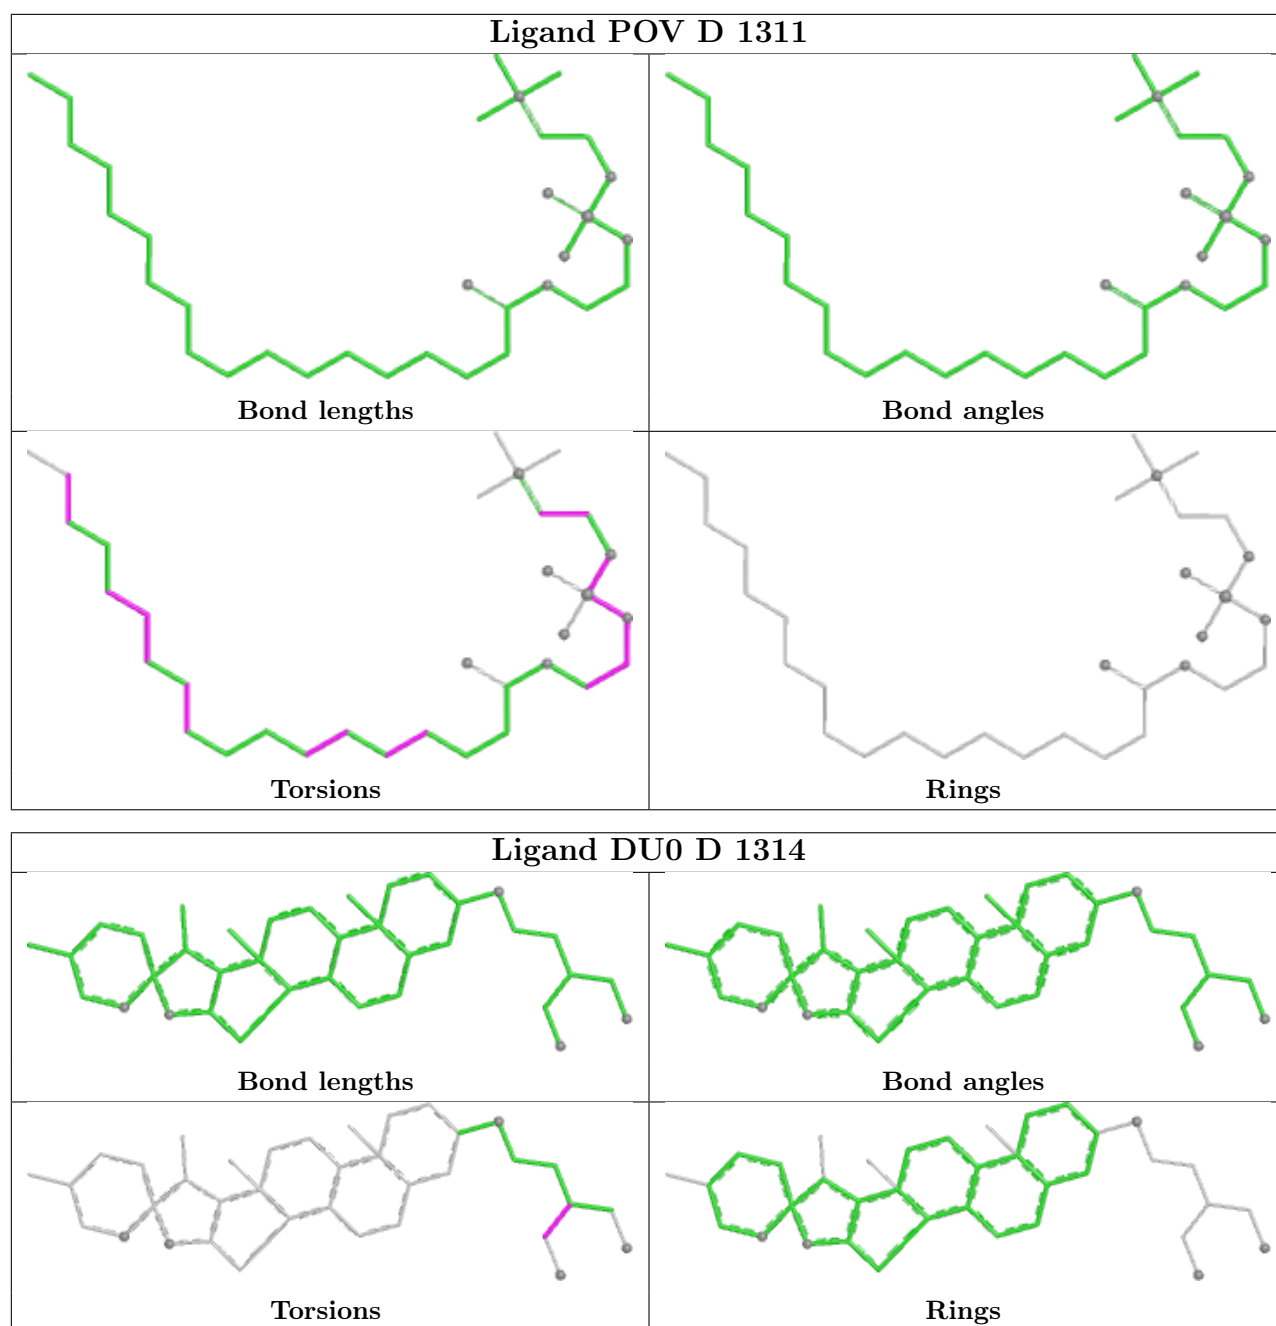 Ligand POV D 1311
Bond lengths
Bond angles
Torsions
Rings
Ligand DU0 D 1314
Bond lengths
Bond angles
Torsions
Rings